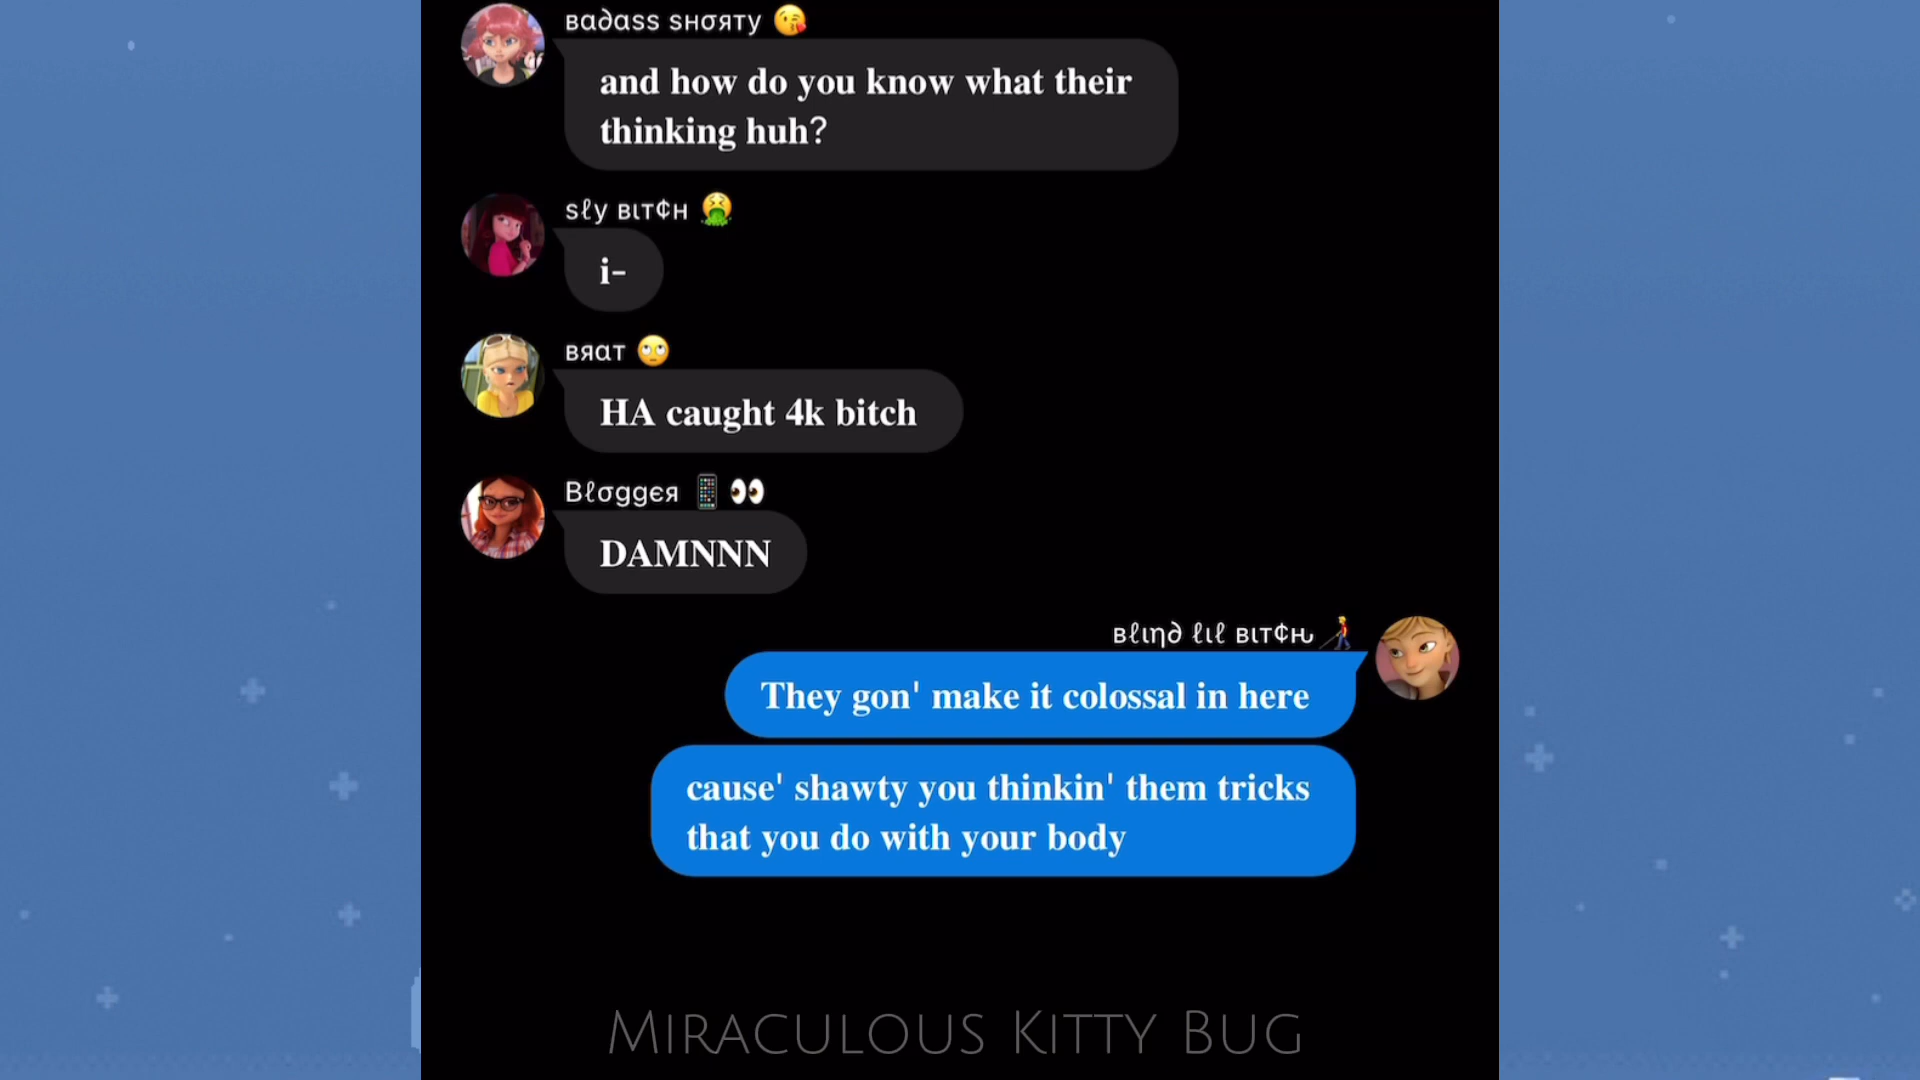 вα∂αss sнσяту 😘
and how do you know what their
thinking huh?
sℓу вιт¢н 🤮
i-
вяαт 🙄
HA caught 4k bitch
Bℓσggєя 📱 👀
DAMNNN
вℓιη∂ ℓιℓ вιт¢н 👨‍🦯
They gon' make it colossal in here
cause' shawty you thinkin' them tricks
that you do with your body
Miraculous Kitty Bug